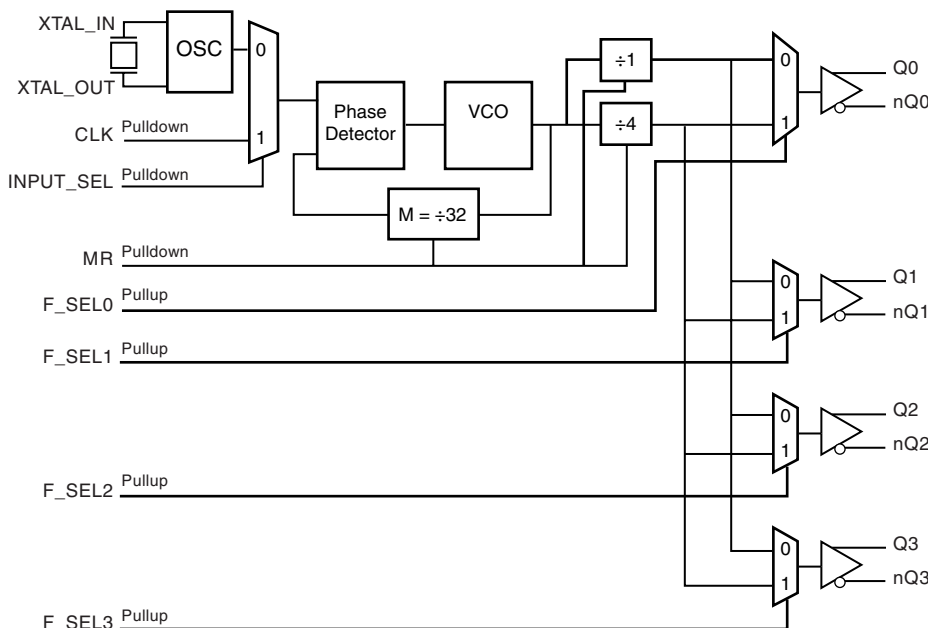 XTAL_IN
OSC
0
XTAL_OUT
CLK Pulldown
1
INPUT_SEL Pulldown
Phase
Detector
VCO
÷1
÷4
M = ÷32
MR Pulldown
0
1
Q0
nQ0
F_SEL0 Pullup
0
1
Q1
nQ1
F_SEL1 Pullup
0
1
Q2
nQ2
F_SEL2 Pullup
0
1
Q3
nQ3
F_SEL3 Pullup